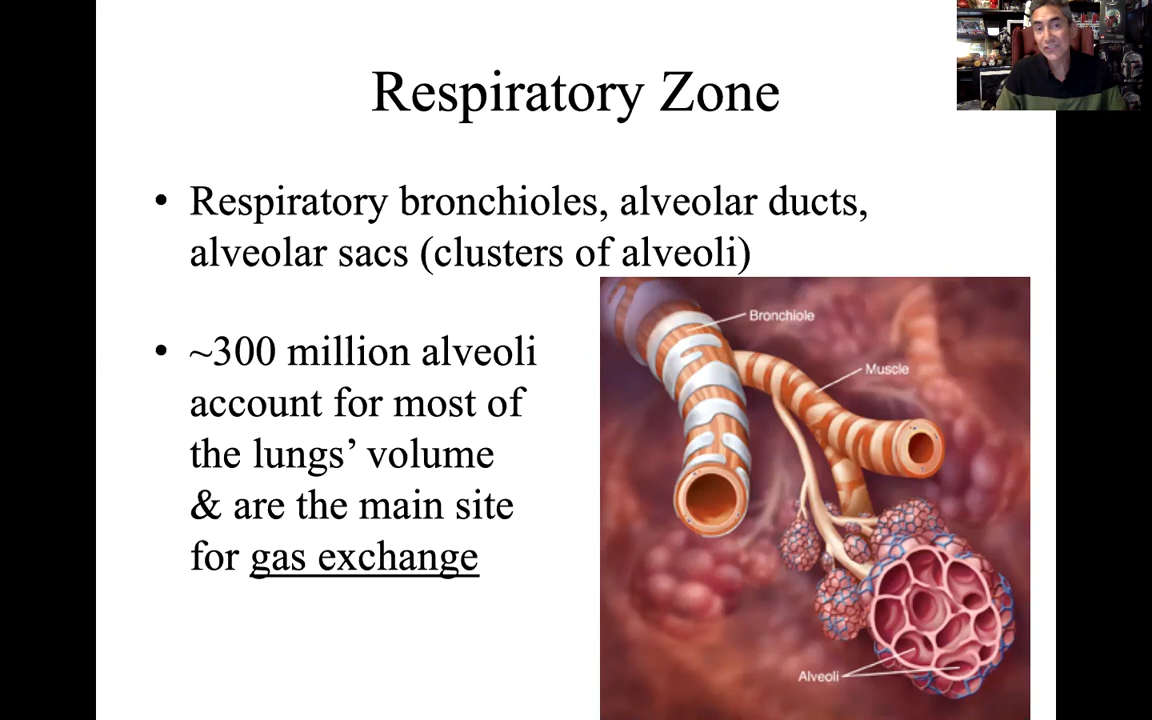 Respiratory Zone
• Respiratory bronchioles, alveolar ducts,
alveolar sacs (clusters of alveoli)
• ~300 million alveoli
account for most of
the lungs’ volume
& are the main site
for gas exchange
Bronchiole
Muscle
Alveoli